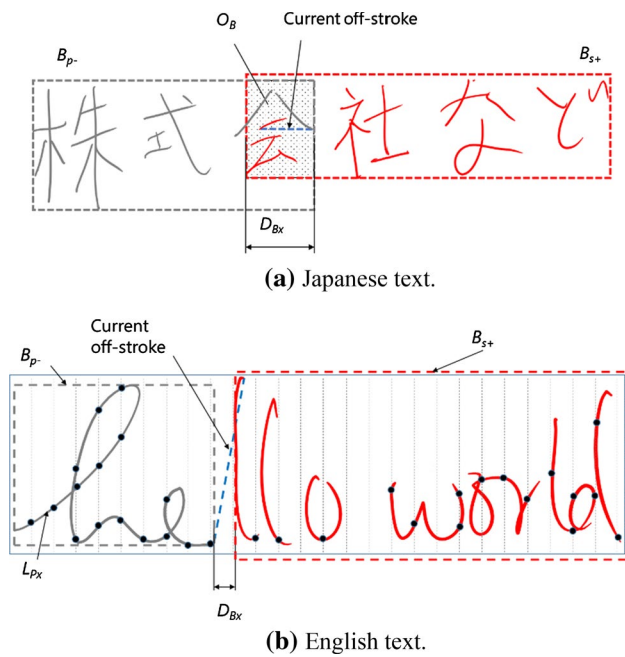 O_B Current off-stroke
B_p- B_s+
株式会社など
D_Bx
(a) Japanese text.
Current
off-stroke
B_p- B_s+
hello world
L_Px
D_Bx
(b) English text.